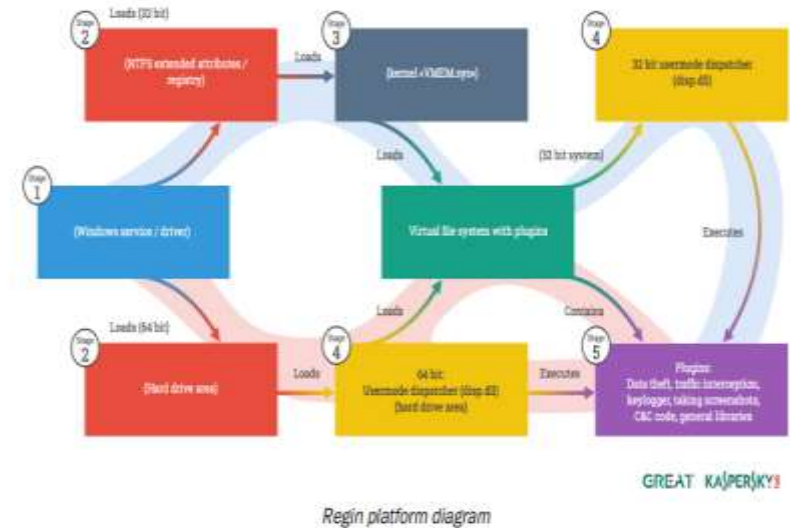 Loads (32 bit)
Stage
2
(NTFS extended attributes /
registry)
Loads
Stage
3
(kernel «VMEM.sys»)
Stage
4
32 bit usermode dispatcher
(disp.dll)
Loads
(32 bit system)
Stage
1
(Windows service / driver)
Virtual file system with plugins
Executes
Loads (64 bit)
Loads
Contains
Stage
2
(Hard drive area)
Loads
Stage
4
64 bit:
Usermode dispatcher (disp.dll)
(hard drive area)
Executes
Stage
5
Plugins:
Data theft, traffic interception,
keylogger, taking screenshots,
C&C code, general libraries
GREAT KASPERSKY
Regin platform diagram